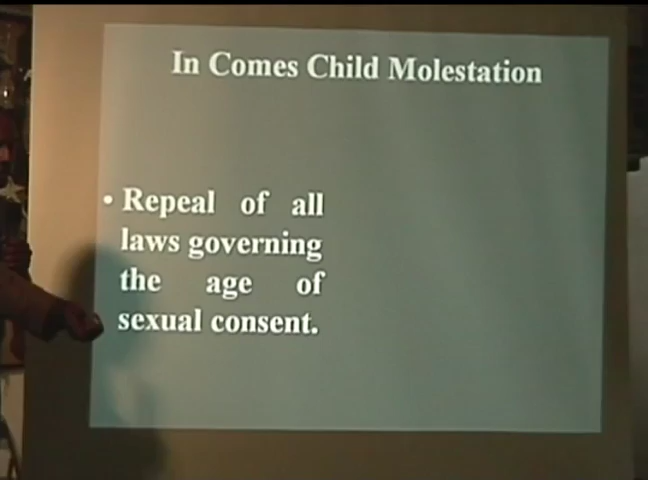 In Comes Child Molestation
• Repeal of all
laws governing
the age of
sexual consent.